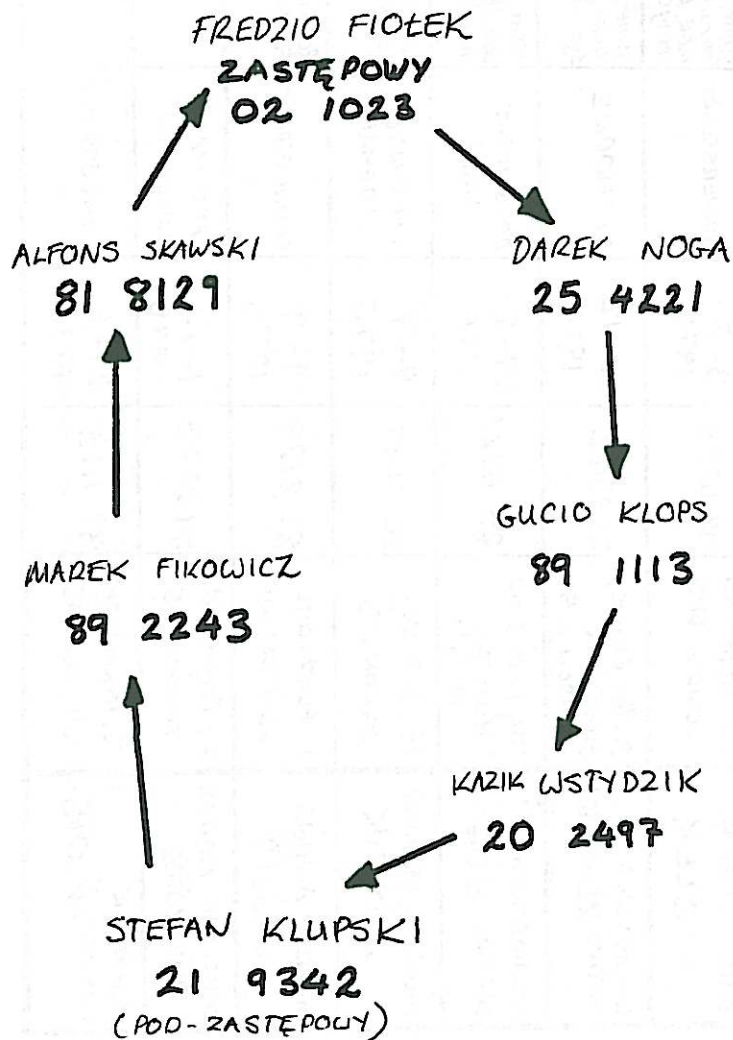 FREDZIO FIOŁEK
ZASTĘPOWY
02 1023
ALFONS SKAWSKI
81 8129
DAREK NOGA
25 4221
GUCIO KLOPS
89 1113
MAREK FIKOWICZ
89 2243
KAZIK WSTYDZIK
20 2497
STEFAN KLUPSKI
21 9342
(POD-ZASTĘPOWY)